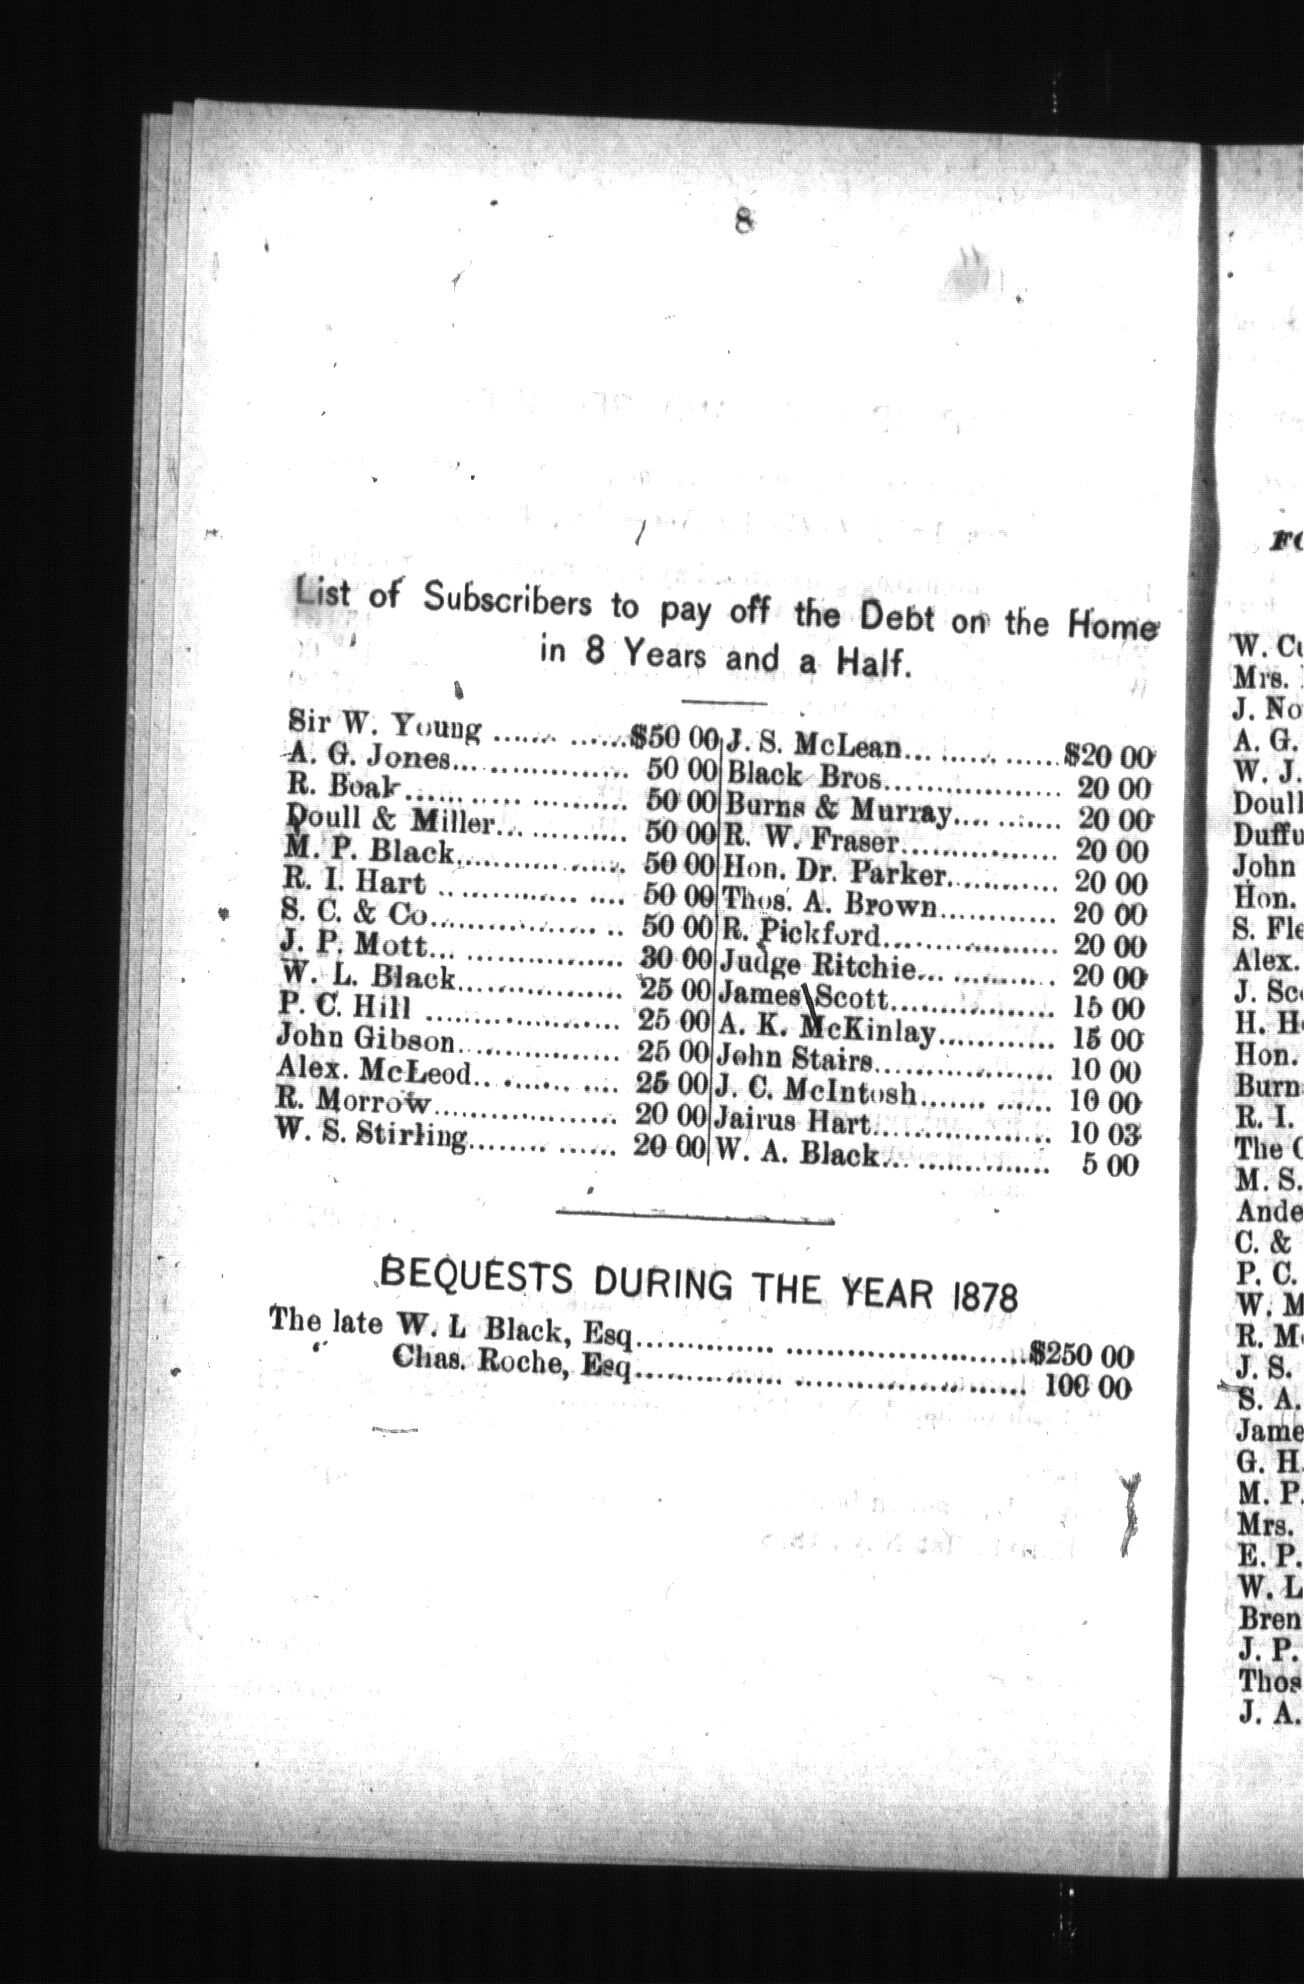 8
List of Subscribers to pay off the Debt on the Home
in 8 Years and a Half.
Sir W. Young ............$50 00
A. G. Jones.................. 50 00
R. Boak...................... 50 00
Doull & Miller.............. 50 00
M. P. Black.................. 50 00
R. I. Hart .................. 50 00
S. C. & Co................... 50 00
J. P. Mott................... 30 00
W. L. Black.................. 25 00
P. C. Hill .................. 25 00
John Gibson.................. 25 00
Alex. McLeod................. 25 00
R. Morrow.................... 20 00
W. S. Stirling............... 20 00
J. S. McLean................$20 00
Black Bros................... 20 00
Burns & Murray............... 20 00
R. W. Fraser................. 20 00
Hon. Dr. Parker.............. 20 00
Thos. A. Brown............... 20 00
R. Pickford.................. 20 00
Judge Ritchie................ 20 00
James Scott.................. 15 00
A. K. McKinlay............... 15 00
John Stairs.................. 10 00
J. C. McIntosh............... 10 00
Jairus Hart.................. 10 03
W. A. Black.................. 5 00
BEQUESTS DURING THE YEAR 1878
The late W. L Black, Esq..................................$250 00
" Chas. Roche, Esq.................................. 100 00
W. Cu
Mrs.
J. No
A. G.
W. J.
Doull
Duffu
John
Hon.
S. Fle
Alex.
J. Sco
H. H
Hon.
Burn
R. I.
The
M. S.
Ande
C. &
P. C.
W. M
R. Mo
J. S.
S. A.
Jame
G. H.
M. P.
Mrs.
E. P.
W. L
Bren
J. P.
Thos
J. A.